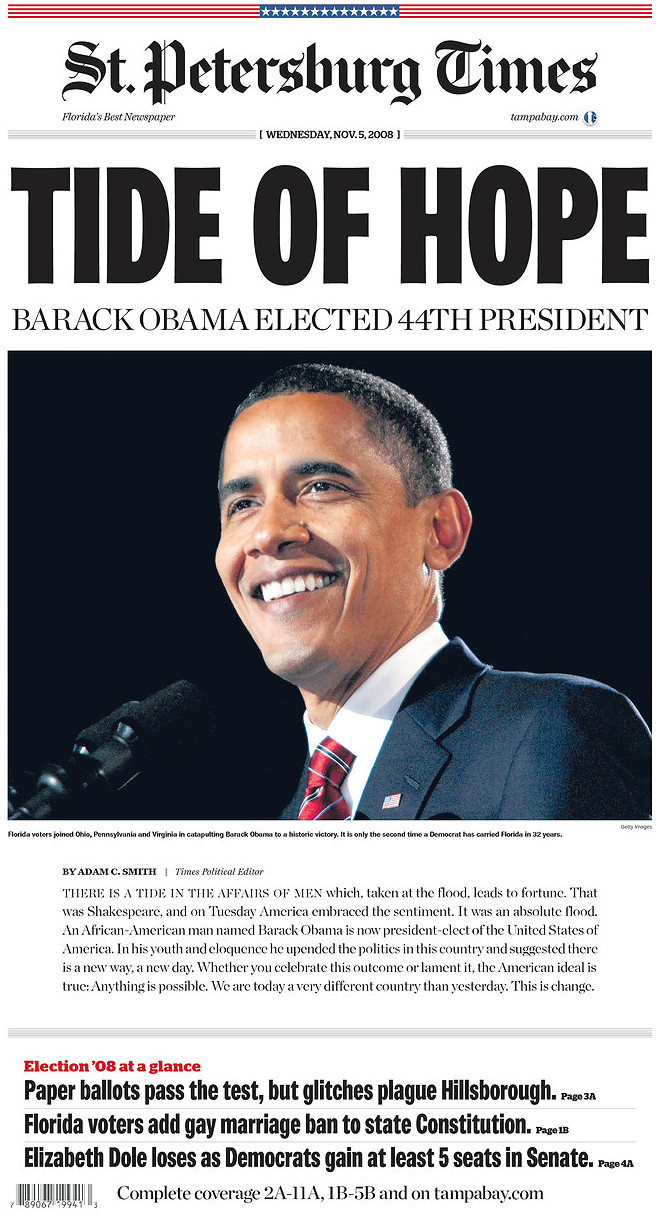 St. Petersburg Times
Florida's Best Newspaper
tampabay.com
[ WEDNESDAY, NOV. 5, 2008 ]
TIDE OF HOPE
BARACK OBAMA ELECTED 44TH PRESIDENT
Getty Images
Florida voters joined Ohio, Pennsylvania and Virginia in catapulting Barack Obama to a historic victory. It is only the second time a Democrat has carried Florida in 32 years.
BY ADAM C. SMITH | Times Political Editor
THERE IS A TIDE IN THE AFFAIRS OF MEN which, taken at the flood, leads to fortune. That
was Shakespeare, and on Tuesday America embraced the sentiment. It was an absolute flood.
An African-American man named Barack Obama is now president-elect of the United States of
America. In his youth and eloquence he upended the politics in this country and suggested there
is a new way, a new day. Whether you celebrate this outcome or lament it, the American ideal is
true: Anything is possible. We are today a very different country than yesterday. This is change.
Election '08 at a glance
Paper ballots pass the test, but glitches plague Hillsborough. Page 3A
Florida voters add gay marriage ban to state Constitution. Page 1B
Elizabeth Dole loses as Democrats gain at least 5 seats in Senate. Page 4A
Complete coverage 2A-11A, 1B-5B and on tampabay.com
7 89067 19941 3